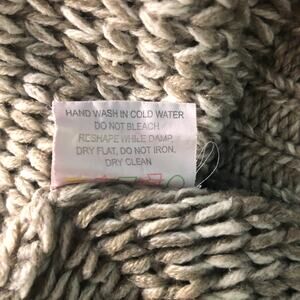 HAND WASH IN COLD WATER
DO NOT BLEACH
RESHAPE WHILE DAMP
DRY FLAT, DO NOT IRON,
DRY CLEAN